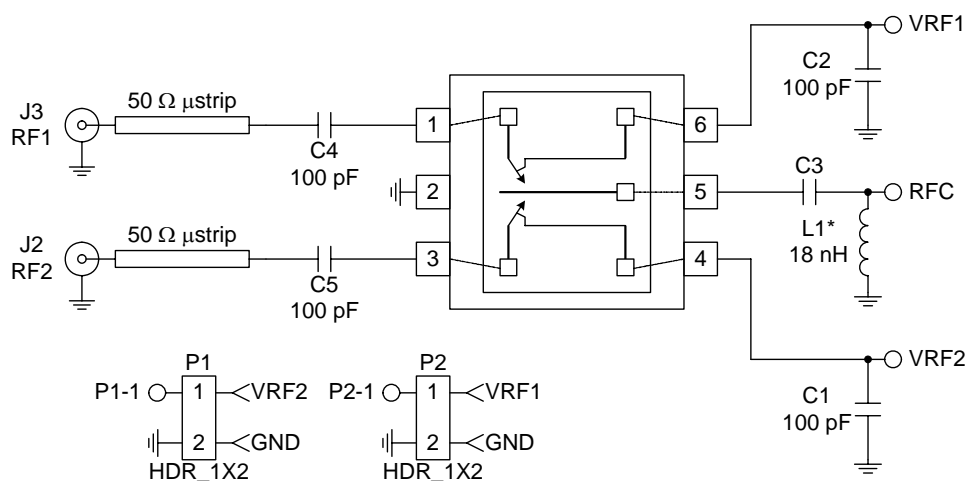 VRF1
C2
100 pF
J3
RF1
50 Ω μstrip
C4
100 pF
1
6
2
5
C3
RFC
L1*
18 nH
J2
RF2
50 Ω μstrip
C5
100 pF
3
4
VRF2
C1
100 pF
P1
P1-1
1
VRF2
2
GND
HDR_1X2
P2
P2-1
1
VRF1
2
GND
HDR_1X2